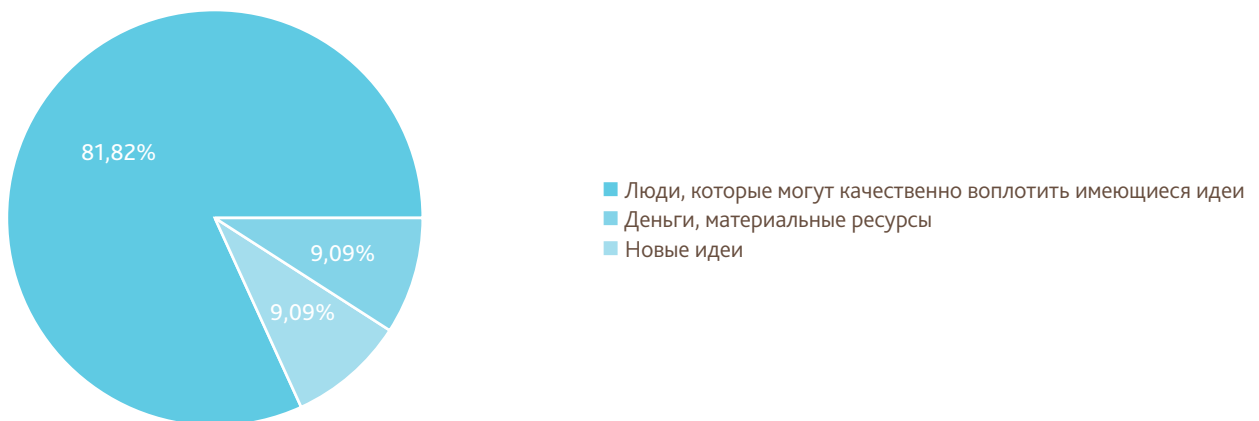 81,82%
9,09%
9,09%
Люди, которые могут качественно воплотить имеющиеся идеи
Деньги, материальные ресурсы
Новые идеи